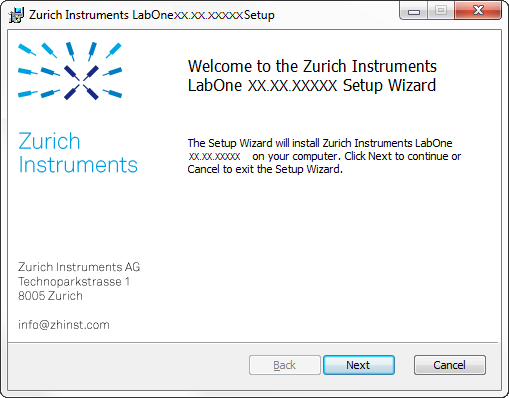 Zurich Instruments LabOneXX.XX.XXXXXSetup
Welcome to the Zurich Instruments
LabOne XX.XX.XXXXX Setup Wizard
Zurich
Instruments
The Setup Wizard will install Zurich Instruments LabOne
XX.XX.XXXXX on your computer. Click Next to continue or
Cancel to exit the Setup Wizard.
Zurich Instruments AG
Technoparkstrasse 1
8005 Zurich
info@zhinst.com
Back
Next
Cancel